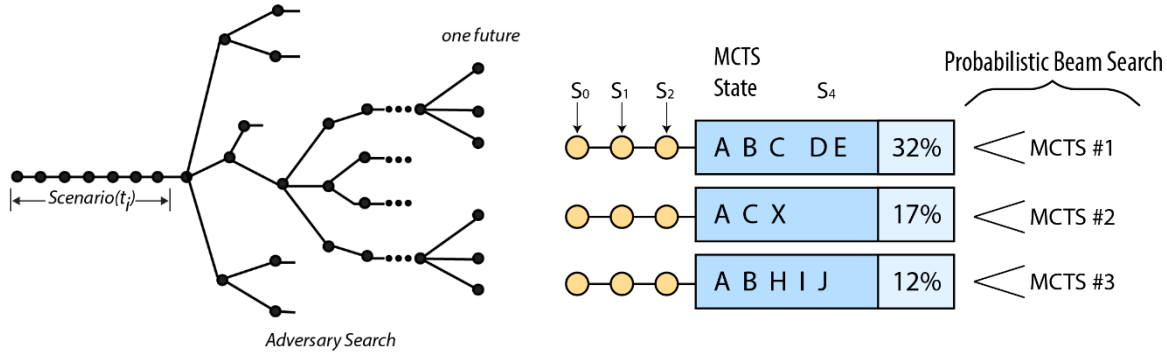 one future
Scenario(ti)
Adversary Search
MCTS
State
Probabilistic Beam Search
S0 S1 S2 S4
A B C DE 32% MCTS #1
A C X 17% MCTS #2
A B H I J 12% MCTS #3